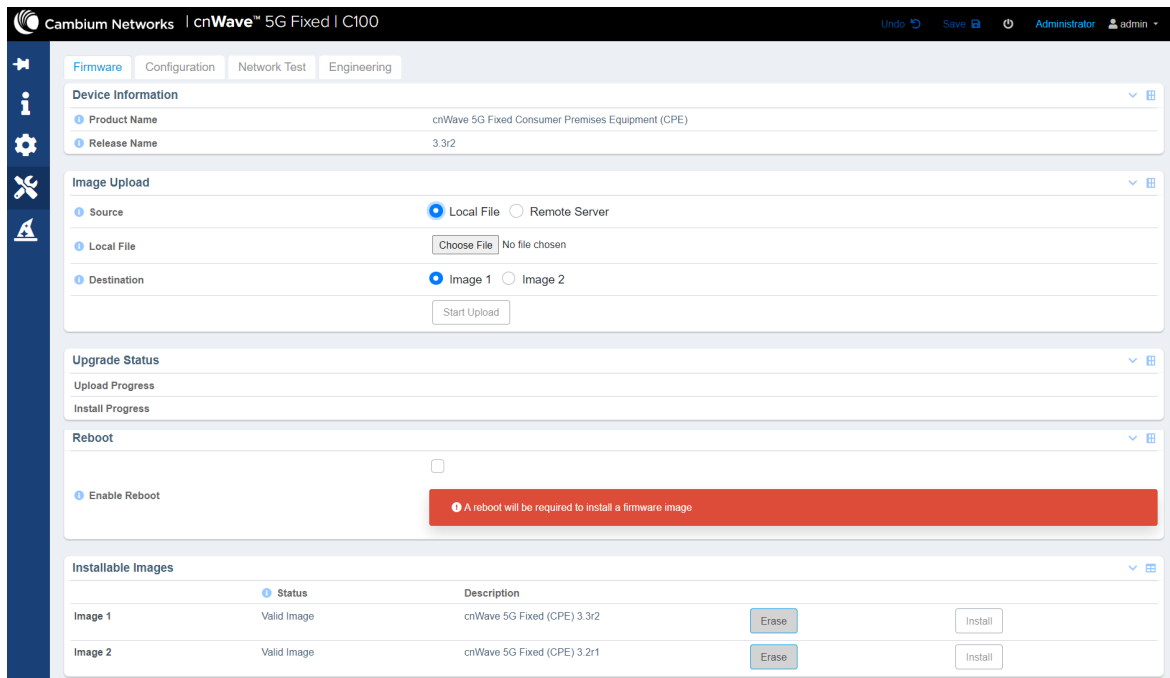 Cambium Networks | cnWave™ 5G Fixed | C100 Undo Save Administrator admin
Firmware Configuration Network Test Engineering
Device Information
Product Name cnWave 5G Fixed Consumer Premises Equipment (CPE)
Release Name 3.3r2
Image Upload
Source Local File Remote Server
Local File Choose File No file chosen
Destination Image 1 Image 2
Start Upload
Upgrade Status
Upload Progress
Install Progress
Reboot
Enable Reboot
A reboot will be required to install a firmware image
Installable Images
Status Description
Image 1 Valid Image cnWave 5G Fixed (CPE) 3.3r2 Erase Install
Image 2 Valid Image cnWave 5G Fixed (CPE) 3.2r1 Erase Install